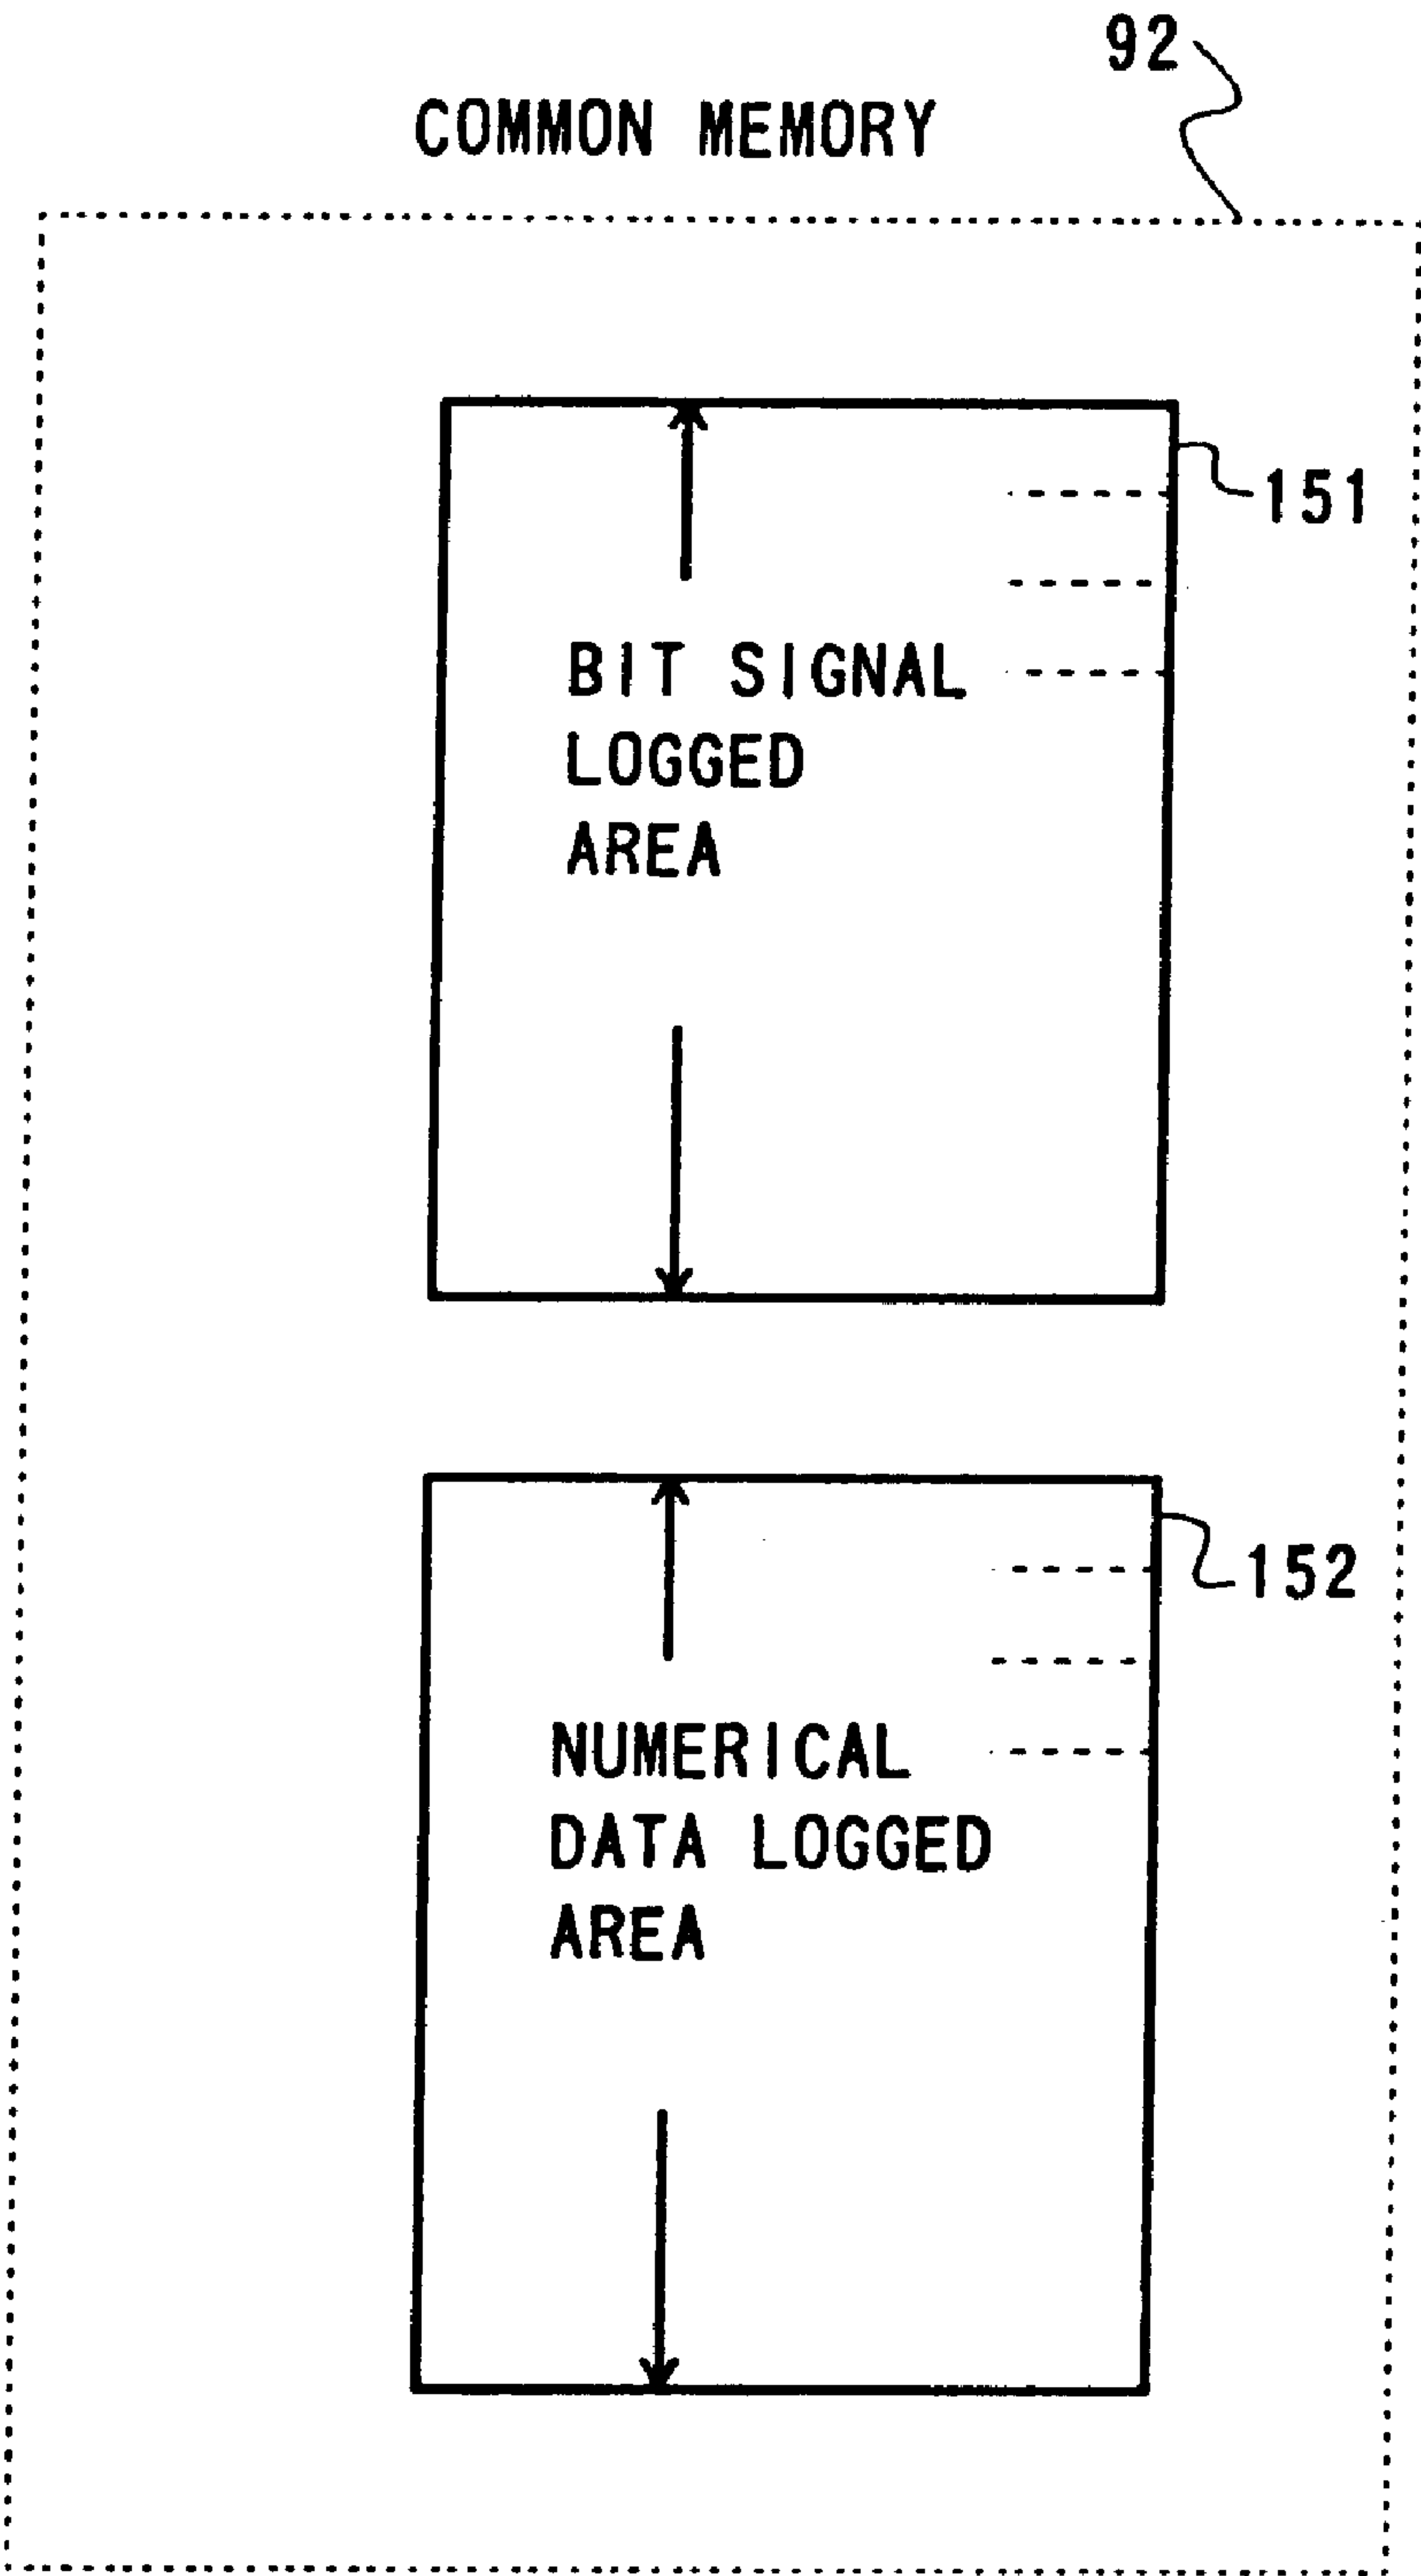 92
COMMON MEMORY
151
BIT SIGNAL
LOGGED
AREA
152
NUMERICAL
DATA LOGGED
AREA